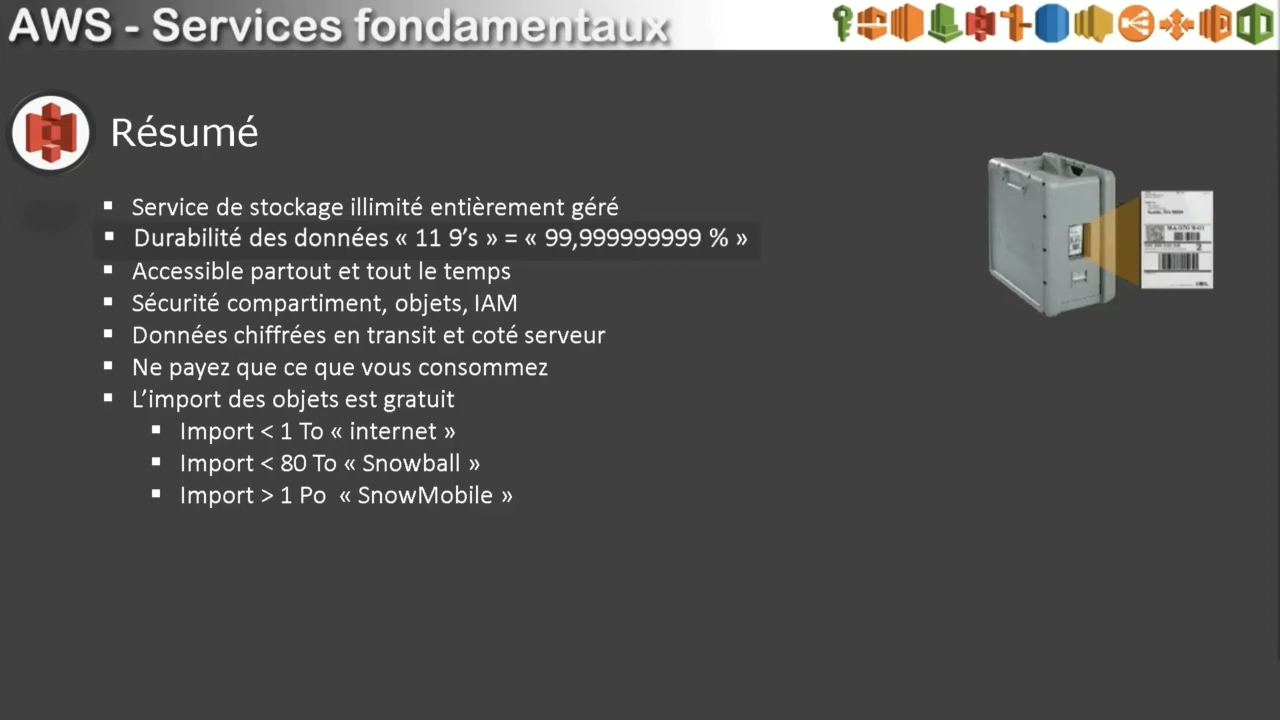 AWS - Services fondamentaux
Résumé
▪ Service de stockage illimité entièrement géré
▪ Durabilité des données « 11 9’s » = « 99,999999999 % »
▪ Accessible partout et tout le temps
▪ Sécurité compartiment, objets, IAM
▪ Données chiffrées en transit et coté serveur
▪ Ne payez que ce que vous consommez
▪ L’import des objets est gratuit
▪ Import < 1 To « internet »
▪ Import < 80 To « Snowball »
▪ Import > 1 Po « SnowMobile »